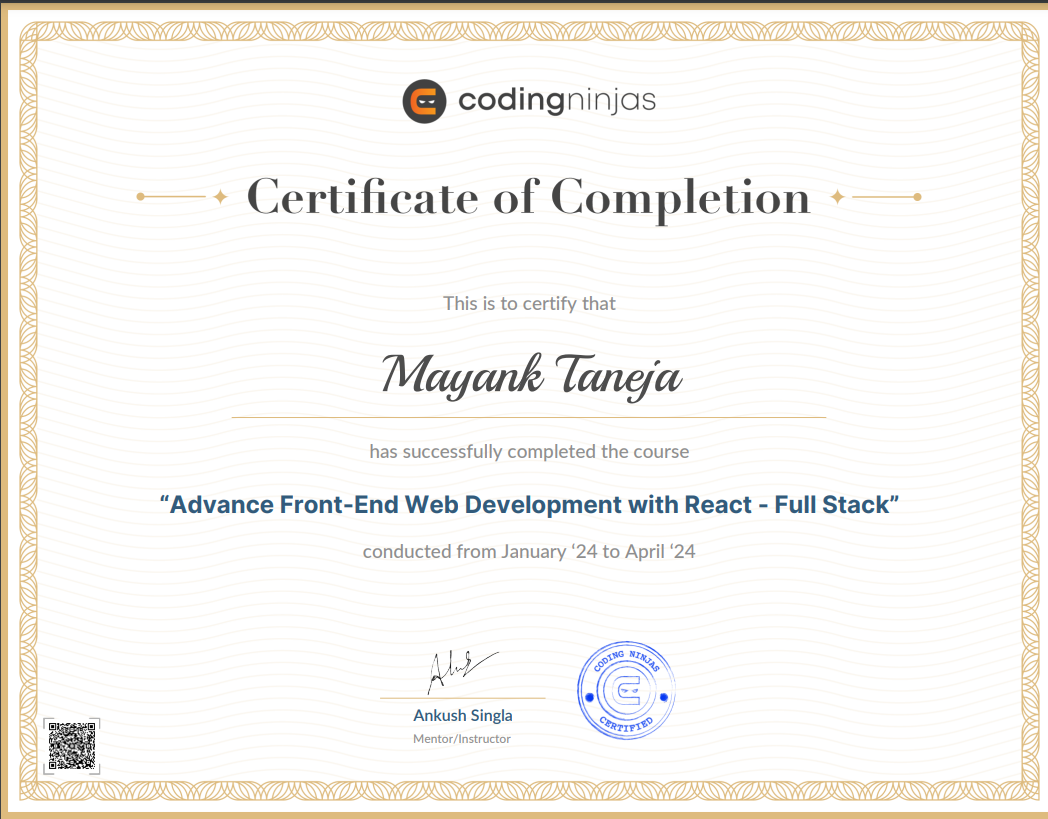 codingninjas
Certificate of Completion
This is to certify that
Mayank Taneja
has successfully completed the course
“Advance Front-End Web Development with React - Full Stack”
conducted from January ‘24 to April ‘24
Ankush Singla
Mentor/Instructor
CODING NINJAS
CERTIFIED